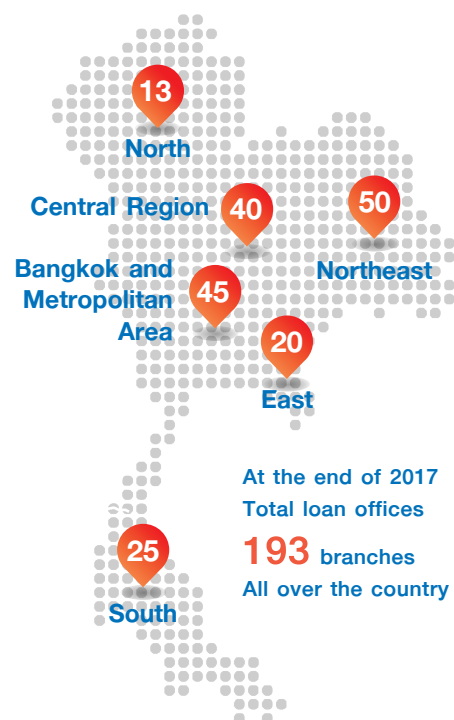 13
North
Central Region
40
50
Northeast
Bangkok and
Metropolitan
Area
45
20
East
At the end of 2017
Total loan offices
193 branches
All over the country
25
South